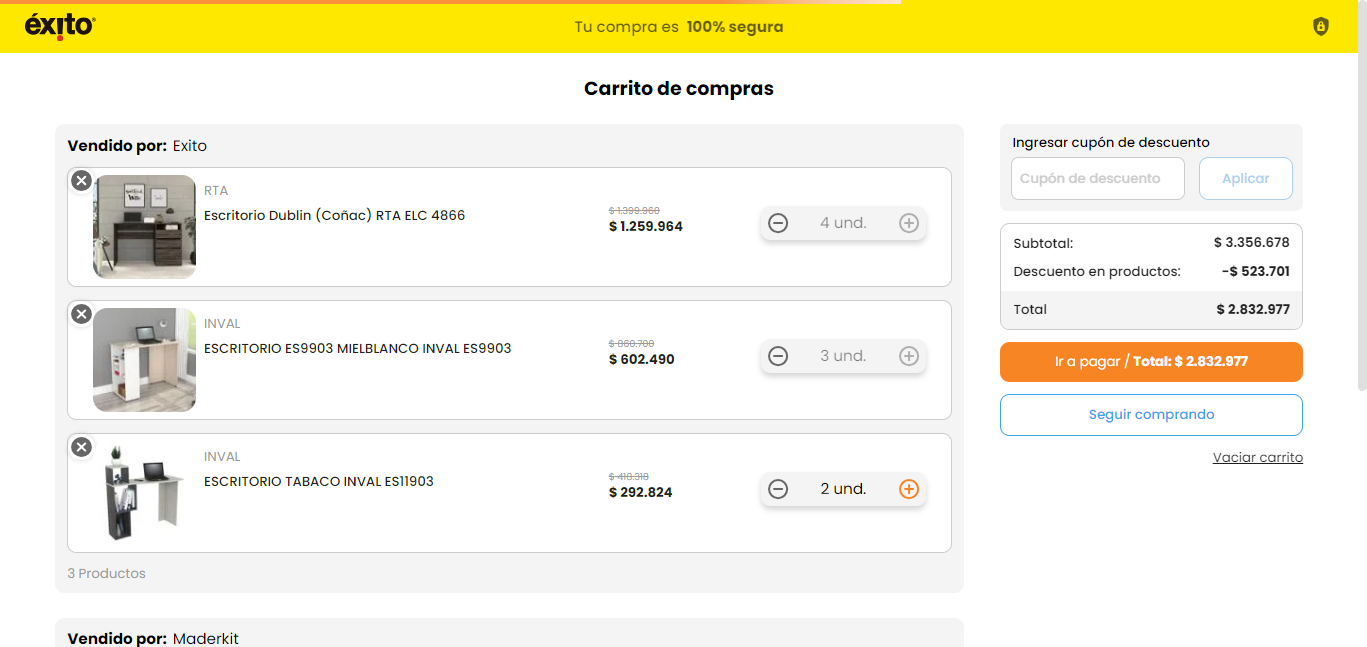 éxito
Tu compra es 100% segura
Carrito de compras
Vendido por: Exito
RTA
Escritorio Dublin (Coñac) RTA ELC 4866
$ 1.399.960
$ 1.259.964
4 und.
INVAL
ESCRITORIO ES9903 MIELBLANCO INVAL ES9903
$ 860.700
$ 602.490
3 und.
INVAL
ESCRITORIO TABACO INVAL ES11903
$ 418.318
$ 292.824
2 und.
3 Productos
Vendido por: Maderkit
Ingresar cupón de descuento
Cupón de descuento
Aplicar
Subtotal: $ 3.356.678
Descuento en productos: -$ 523.701
Total $ 2.832.977
Ir a pagar / Total: $ 2.832.977
Seguir comprando
Vaciar carrito